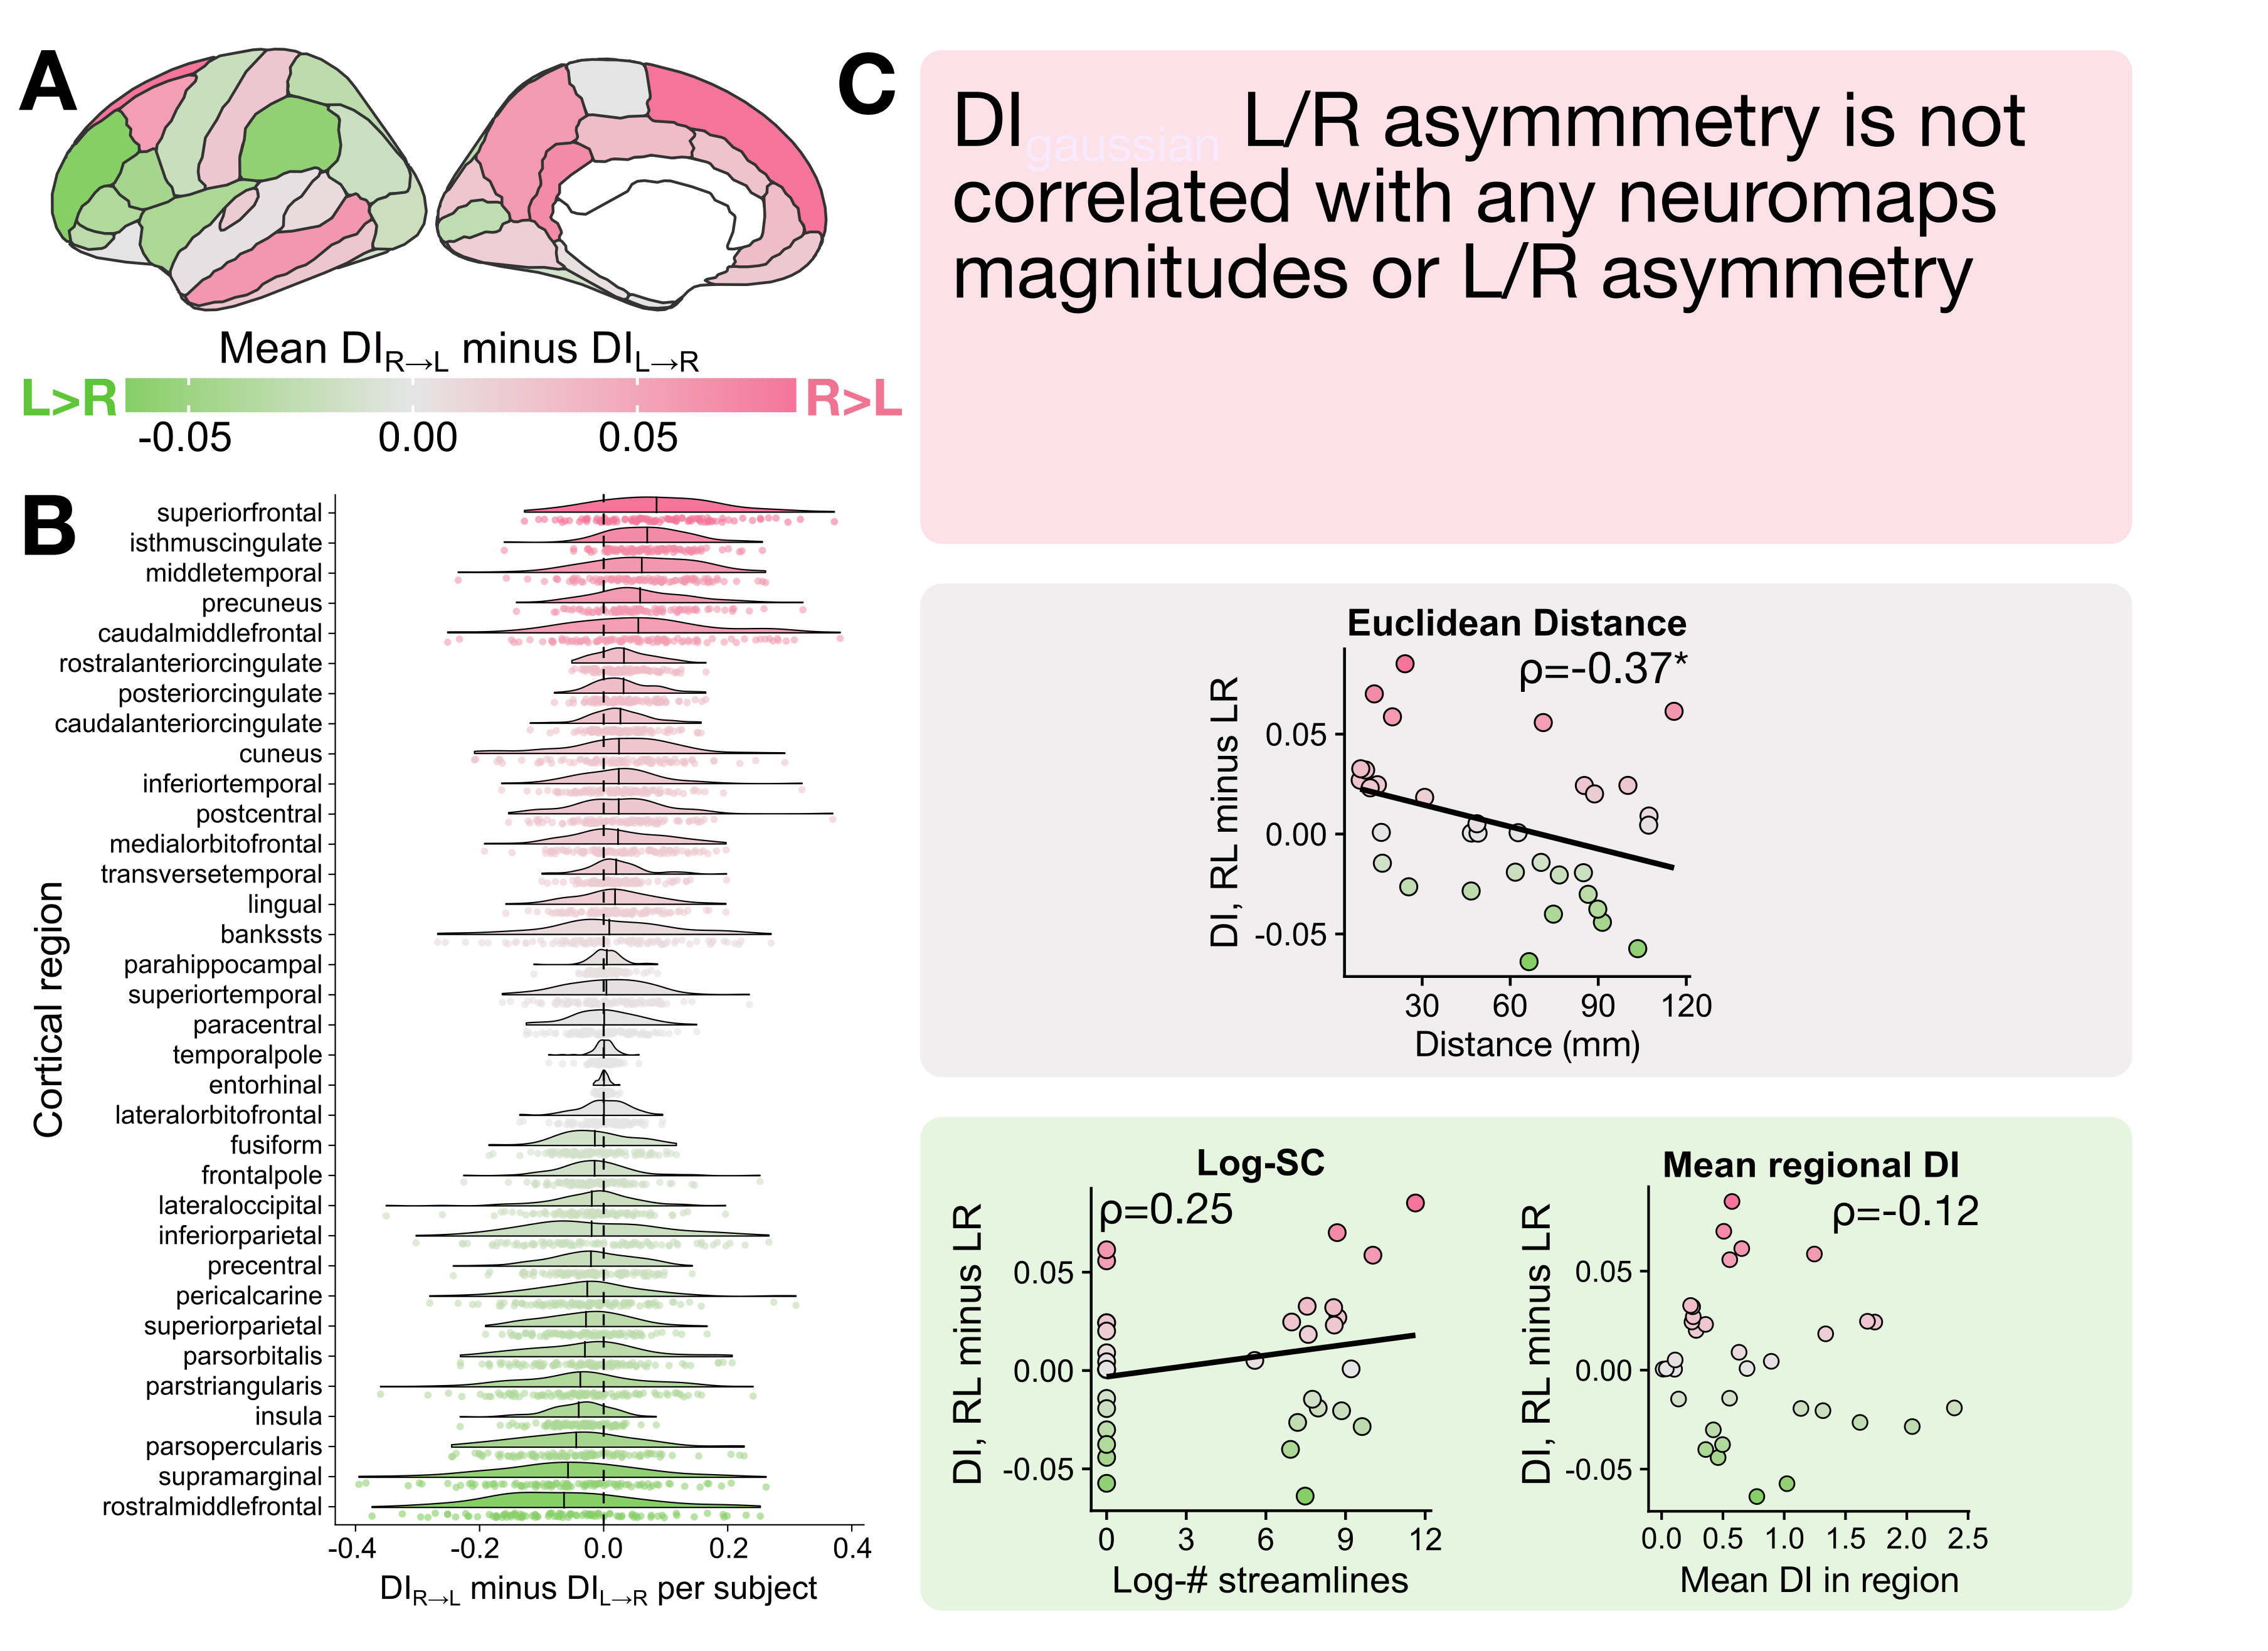 A
C
DIgaussian L/R asymmmetry is not
correlated with any neuromaps
magnitudes or L/R asymmetry
Mean DIR→L minus DIL→R
L>R
R>L
-0.05 0.00 0.05
B
Cortical region
superiorfrontal
isthmuscingulate
middletemporal
precuneus
caudalmiddlefrontal
rostralanteriorcingulate
posteriorcingulate
caudalanteriorcingulate
cuneus
inferiortemporal
postcentral
medialorbitofrontal
transversetemporal
lingual
bankssts
parahippocampal
superiortemporal
paracentral
temporalpole
entorhinal
lateralorbitofrontal
fusiform
frontalpole
lateraloccipital
inferiorparietal
precentral
pericalcarine
superiorparietal
parsorbitalis
parstriangularis
insula
parsopercularis
supramarginal
rostralmiddlefrontal
-0.4 -0.2 0.0 0.2 0.4
DIR→L minus DIL→R per subject
Euclidean Distance
ρ=-0.37*
DI, RL minus LR
0.05
0.00
-0.05
30 60 90 120
Distance (mm)
Log-SC
ρ=0.25
DI, RL minus LR
0.05
0.00
-0.05
0 3 6 9 12
Log-# streamlines
Mean regional DI
ρ=-0.12
DI, RL minus LR
0.05
0.00
-0.05
0.0 0.5 1.0 1.5 2.0 2.5
Mean DI in region